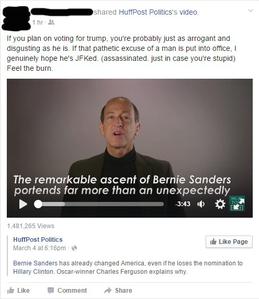 shared HuffPost Politics's video.
1 hr
If you plan on voting for trump, you're probably just as arrogant and
disgusting as he is. If that pathetic excuse of a man is put into office, I
genuinely hope he's JFKed. (assassinated. just in case you're stupid)
Feel the burn.
The remarkable ascent of Bernie Sanders
portends far more than an unexpectedly
-3:43
1,481,265 Views
HuffPost Politics
March 4 at 6:16pm
Like Page
Bernie Sanders has already changed America, even if he loses the nomination to
Hillary Clinton. Oscar-winner Charles Ferguson explains why.
Like Comment Share